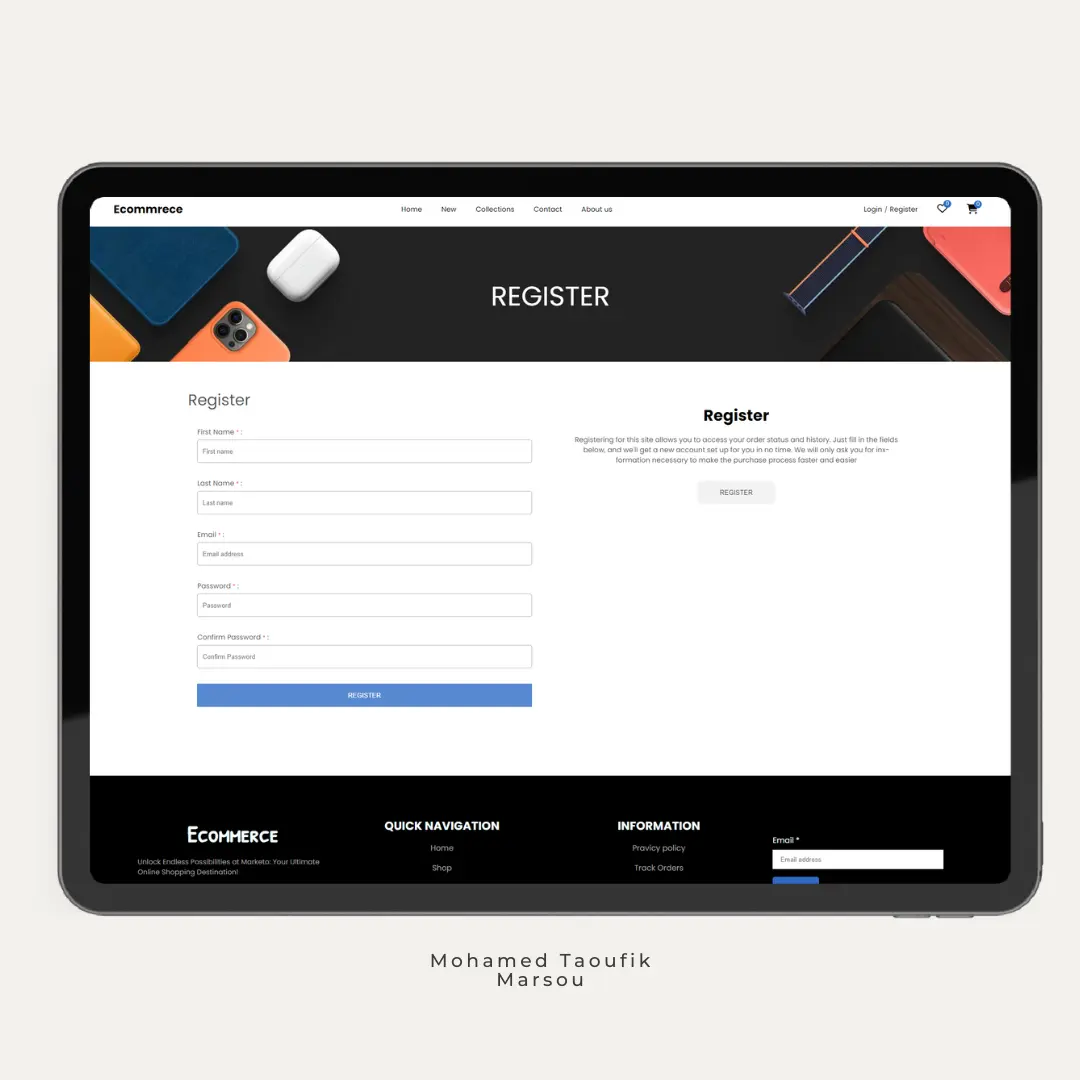 Ecommrece
Home New Collections Contact About us
Login / Register
0 0
REGISTER
Register
First Name * :
First name
Last Name * :
Last name
Email * :
Email address
Password * :
Password
Confirm Password * :
Confirm Password
REGISTER
Register
Registering for this site allows you to access your order status and history. Just fill in the fields
below, and we'll get a new account set up for you in no time. We will only ask you for inx-
formation necessary to make the purchase process faster and easier
REGISTER
Ecommerce
Unlock Endless Possibilities at Marketo: Your Ultimate
Online Shopping Destination!
QUICK NAVIGATION
Home
Shop
INFORMATION
Pravicy policy
Track Orders
Email *
Email address
Mohamed Taoufik
Marsou